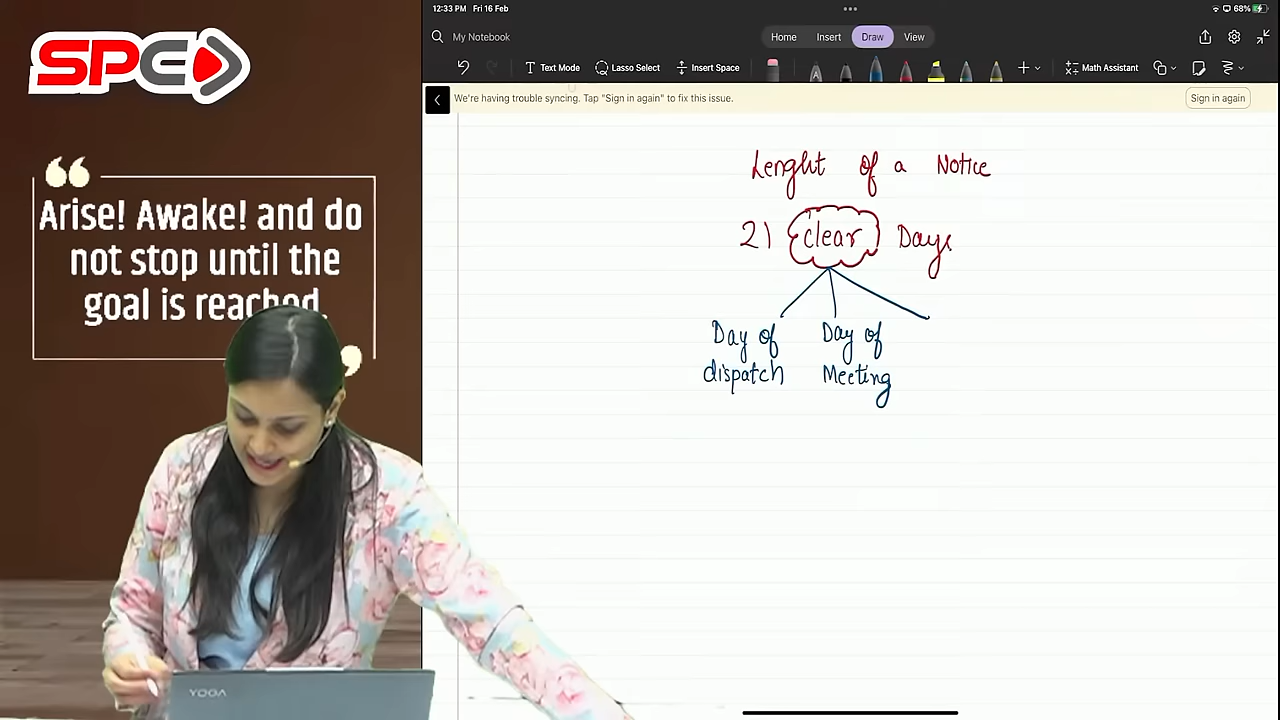 12:33 PM Fri 16 Feb
68%
My Notebook
Home Insert Draw View
Text Mode Lasso Select Insert Space Math Assistant
We're having trouble syncing. Tap "Sign in again" to fix this issue.
Sign in again
SPC
Arise! Awake! and do
not stop until the
goal is reached.
Lenght of a Notice
21 clear Days
Day of
dispatch
Day of
Meeting
YOGA